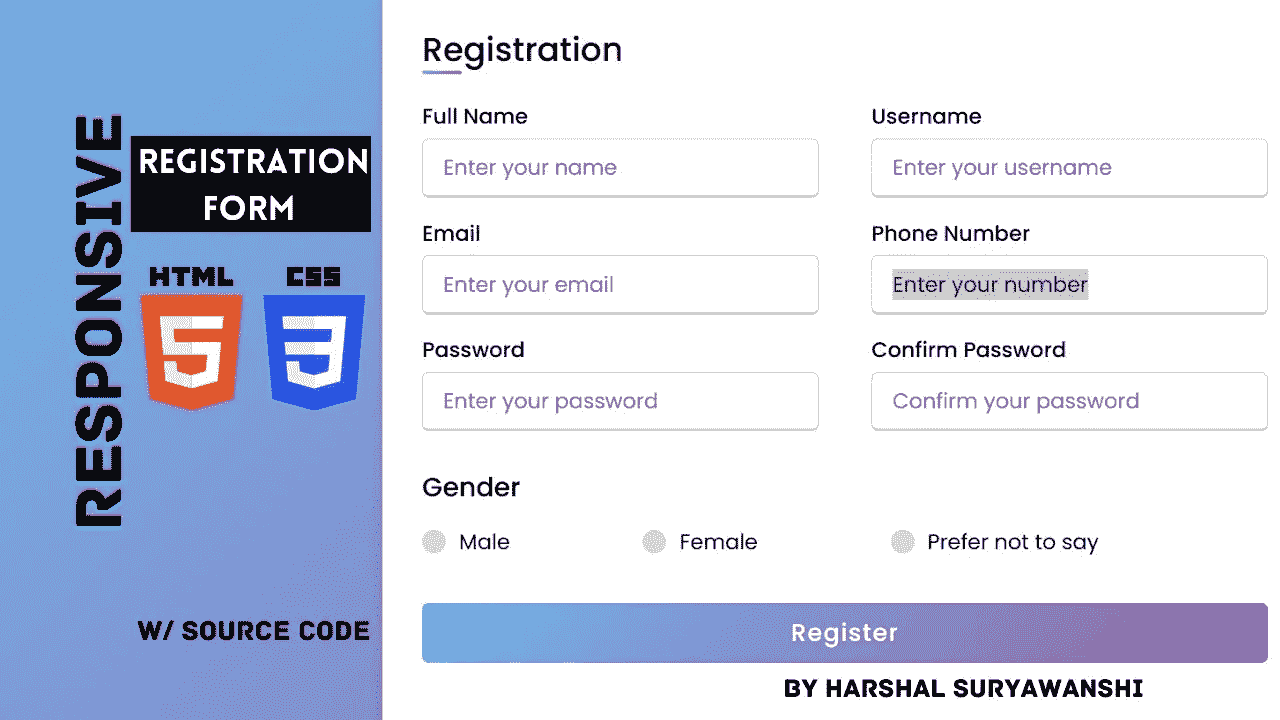 RESPONSIVE
REGISTRATION
FORM
HTML CSS
5 3
W/ SOURCE CODE
Registration
Full Name Username
Enter your name Enter your username
Email Phone Number
Enter your email Enter your number
Password Confirm Password
Enter your password Confirm your password
Gender
Male Female Prefer not to say
Register
BY HARSHAL SURYAWANSHI